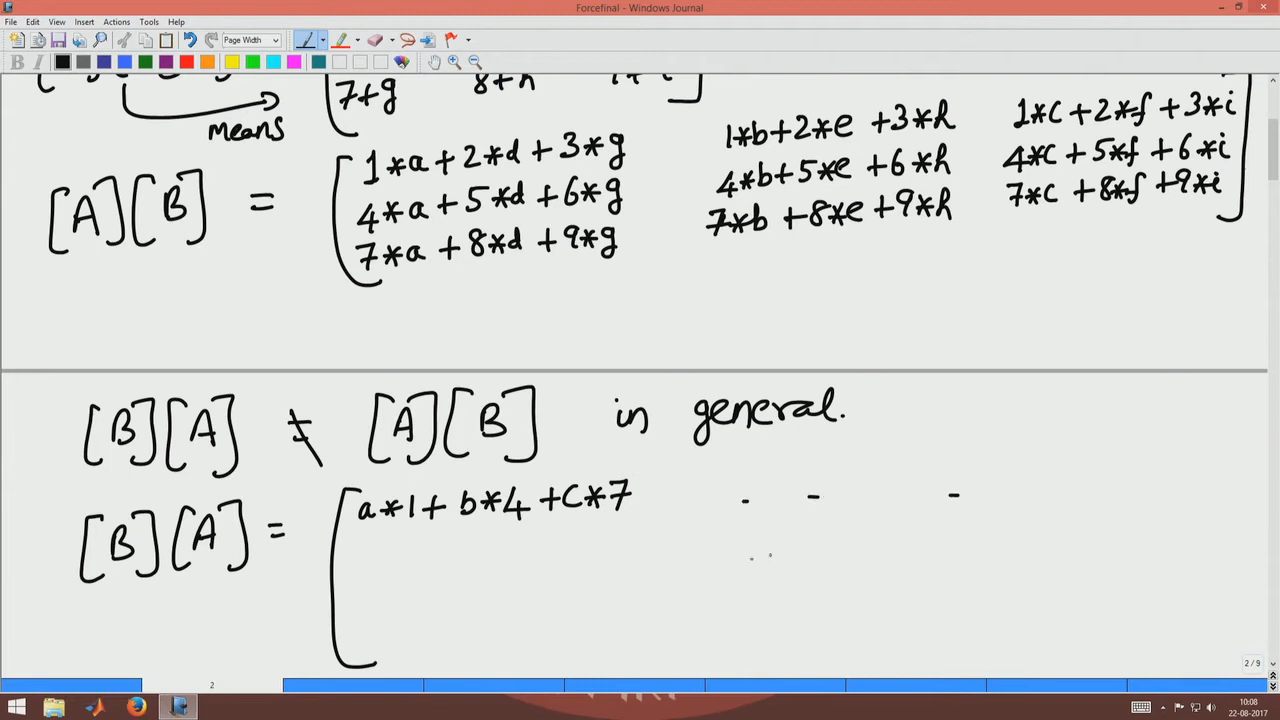 Forcefinal - Windows Journal
File Edit View Insert Actions Tools Help
Page Width
B I
7+g 8+h
means
[A][B] = [1*a+2*d+3*g 1*b+2*e+3*h 1*c+2*f+3*i
4*a+5*d+6*g 4*b+5*e+6*h 4*c+5*f+6*i
7*a+8*d+9*g 7*b+8*e+9*h 7*c+8*f+9*i]
[B][A] ≠ [A][B] in general.
[B][A] = [a*1+b*4+c*7 - - -
2/9
2
10:08
22-08-2017